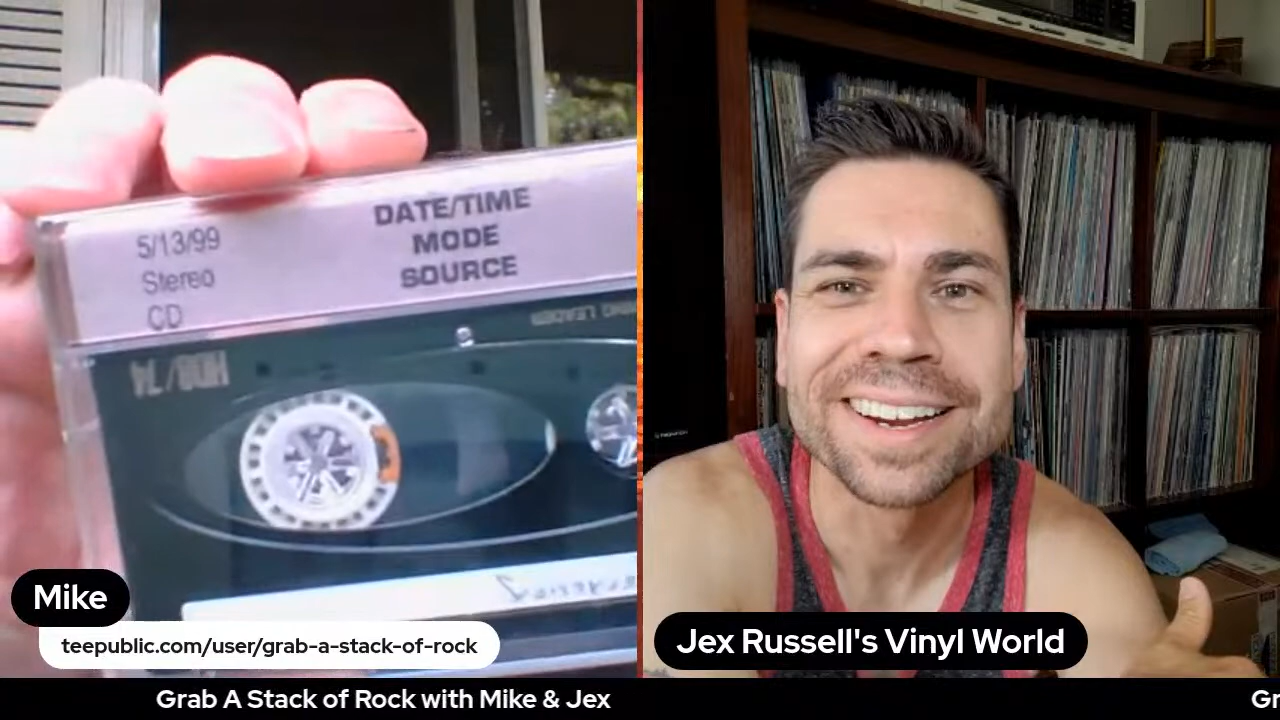 DATE/TIME
MODE
SOURCE
5/13/99
Stereo
CD
Mike
teepublic.com/user/grab-a-stack-of-rock
Jex Russell's Vinyl World
Grab A Stack of Rock with Mike & Jex
Gr